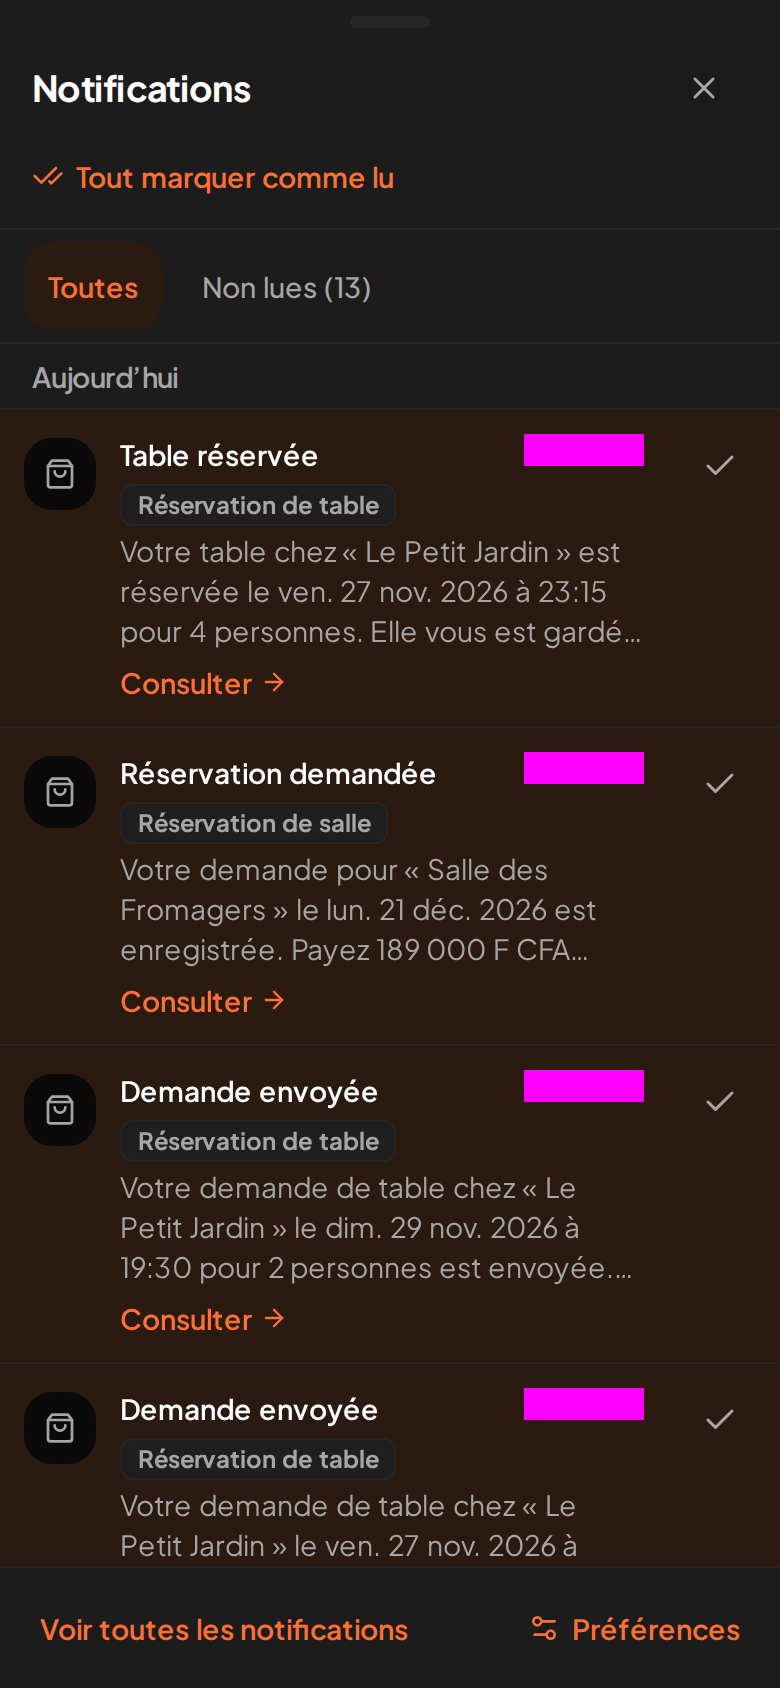 Notifications
Tout marquer comme lu
Toutes
Non lues (13)
Aujourd’hui
Table réservée
Réservation de table
Votre table chez « Le Petit Jardin » est
réservée le ven. 27 nov. 2026 à 23:15
pour 4 personnes. Elle vous est gardé…
Consulter
Réservation demandée
Réservation de salle
Votre demande pour « Salle des
Fromagers » le lun. 21 déc. 2026 est
enregistrée. Payez 189 000 F CFA…
Consulter
Demande envoyée
Réservation de table
Votre demande de table chez « Le
Petit Jardin » le dim. 29 nov. 2026 à
19:30 pour 2 personnes est envoyée.…
Consulter
Demande envoyée
Réservation de table
Votre demande de table chez « Le
Petit Jardin » le ven. 27 nov. 2026 à
Voir toutes les notifications
Préférences